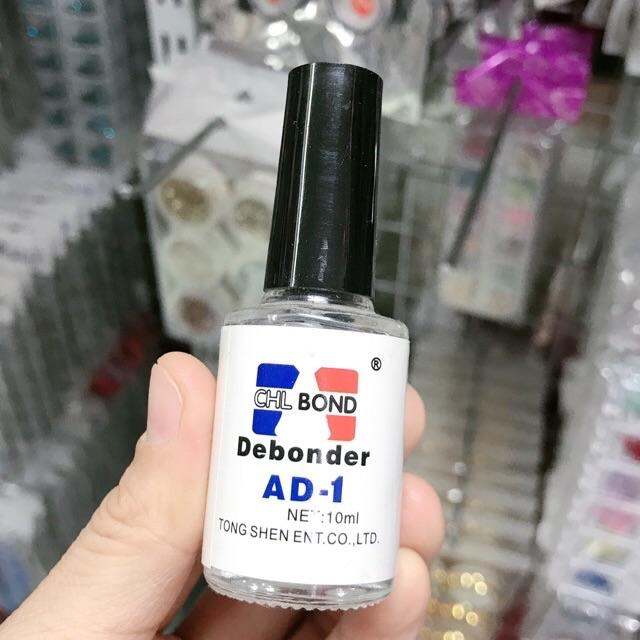 ®
CHL BOND
Debonder
AD-1
NET:10ml
TONG SHEN ENT.CO.,LTD.